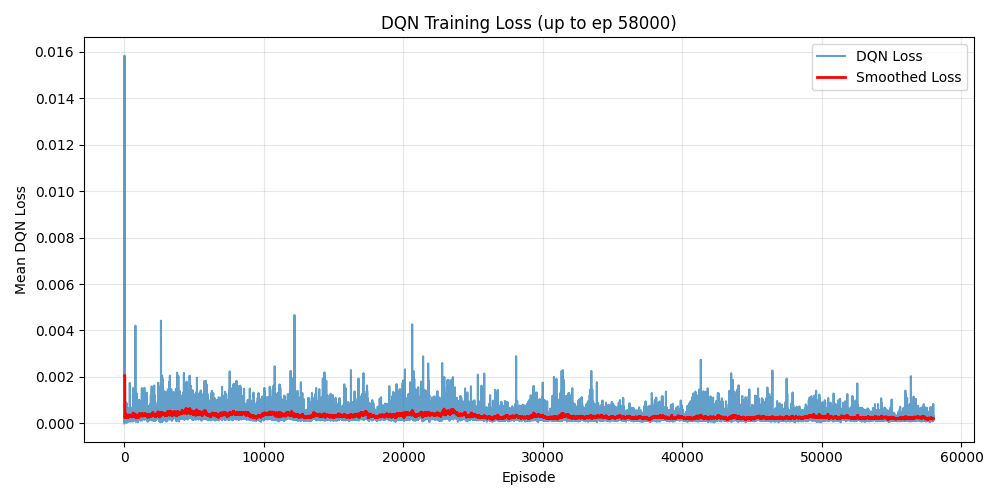 DQN Training Loss (up to ep 58000)
DQN Loss
Smoothed Loss
Mean DQN Loss
0.016
0.014
0.012
0.010
0.008
0.006
0.004
0.002
0.000
0 10000 20000 30000 40000 50000 60000
Episode